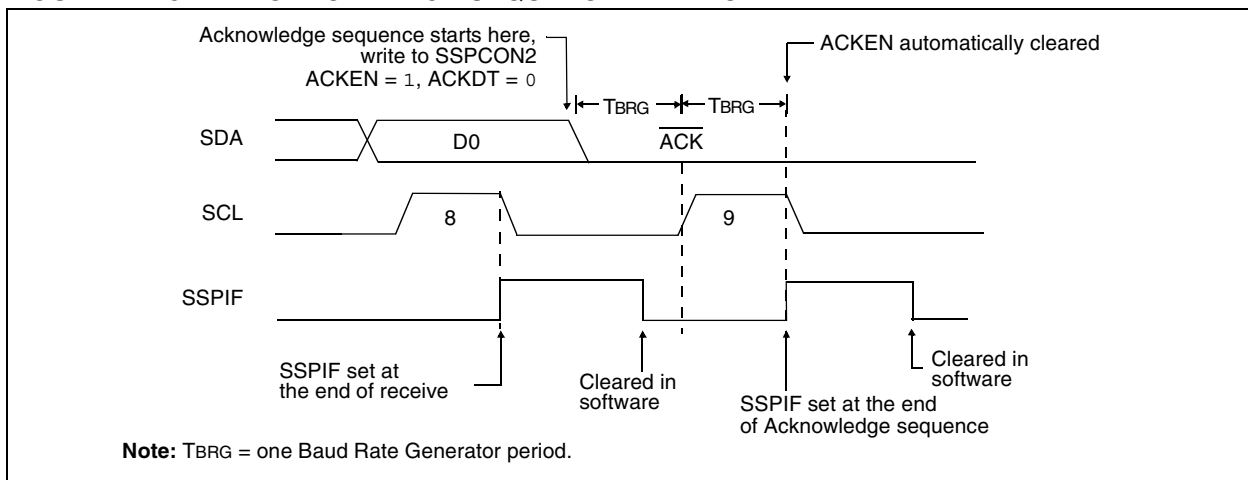 Acknowledge sequence starts here,
write to SSPCON2
ACKEN = 1, ACKDT = 0
ACKEN automatically cleared
TBRG
TBRG
SDA
D0
ACK
SCL
8
9
SSPIF
SSPIF set at
the end of receive
Cleared in
software
SSPIF set at the end
of Acknowledge sequence
Cleared in
software
Note: TBRG = one Baud Rate Generator period.